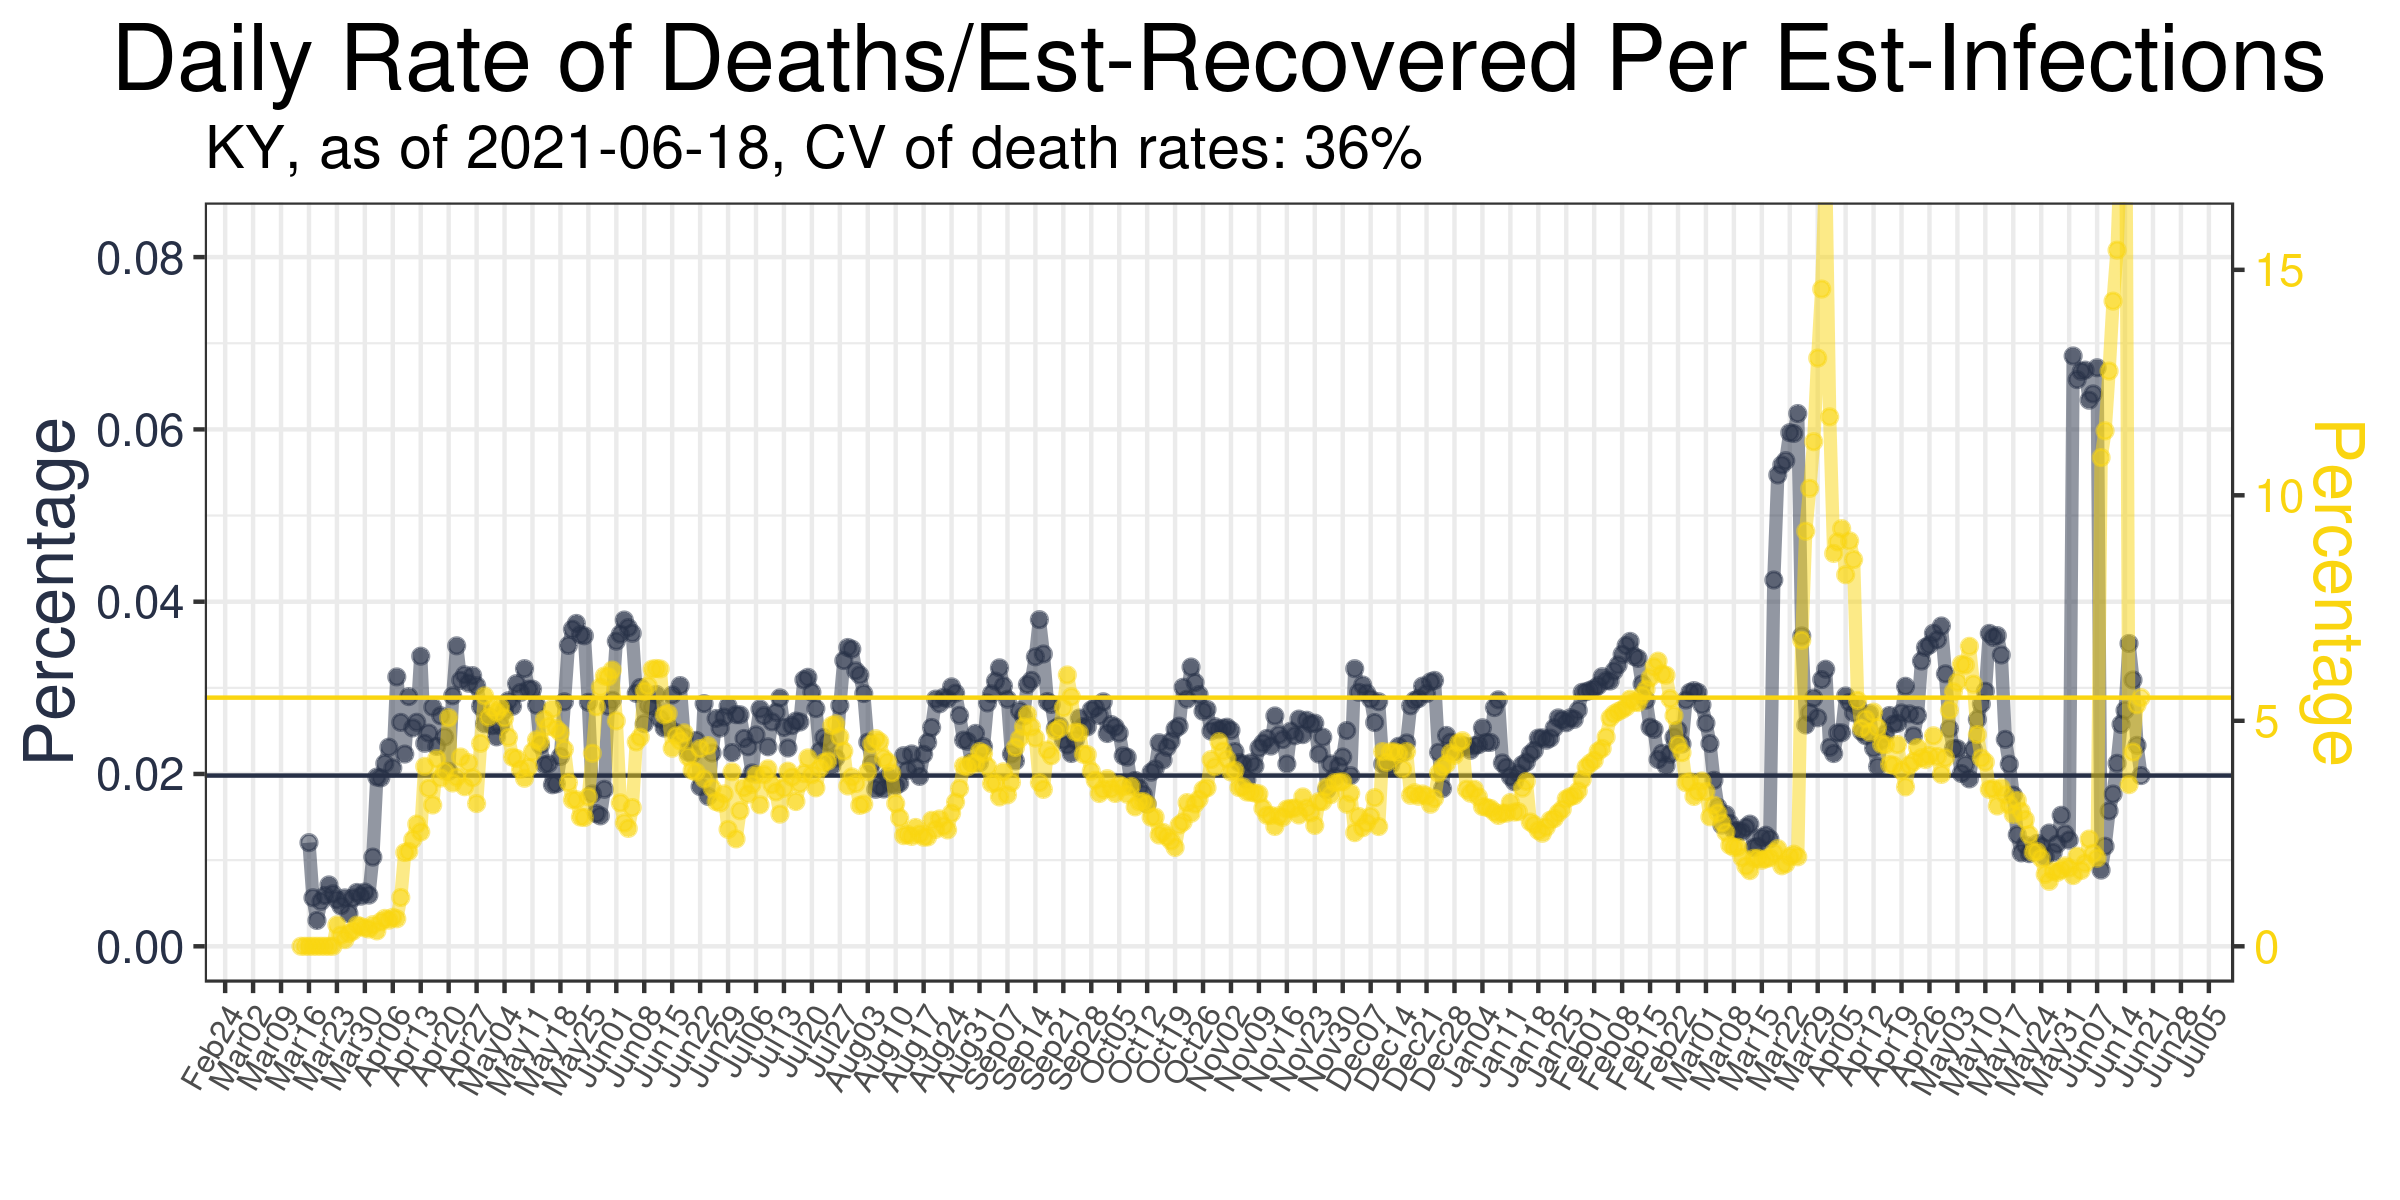 Daily Rate of Deaths/Est-Recovered Per Est-Infections
KY, as of 2021-06-18, CV of death rates: 36%
Percentage
0.08
0.06
0.04
0.02
0.00
15
10
5
0
Percentage
Feb24
Mar02
Mar09
Mar16
Mar23
Mar30
Apr06
Apr13
Apr20
Apr27
May04
May11
May18
May25
Jun01
Jun08
Jun15
Jun22
Jun29
Jul06
Jul13
Jul20
Jul27
Aug03
Aug10
Aug17
Aug24
Aug31
Sep07
Sep14
Sep21
Sep28
Oct05
Oct12
Oct19
Oct26
Nov02
Nov09
Nov16
Nov23
Nov30
Dec07
Dec14
Dec21
Dec28
Jan04
Jan11
Jan18
Jan25
Feb01
Feb08
Feb15
Feb22
Mar01
Mar08
Mar15
Mar22
Mar29
Apr05
Apr12
Apr19
Apr26
May03
May10
May17
May24
May31
Jun07
Jun14
Jun21
Jun28
Jul05